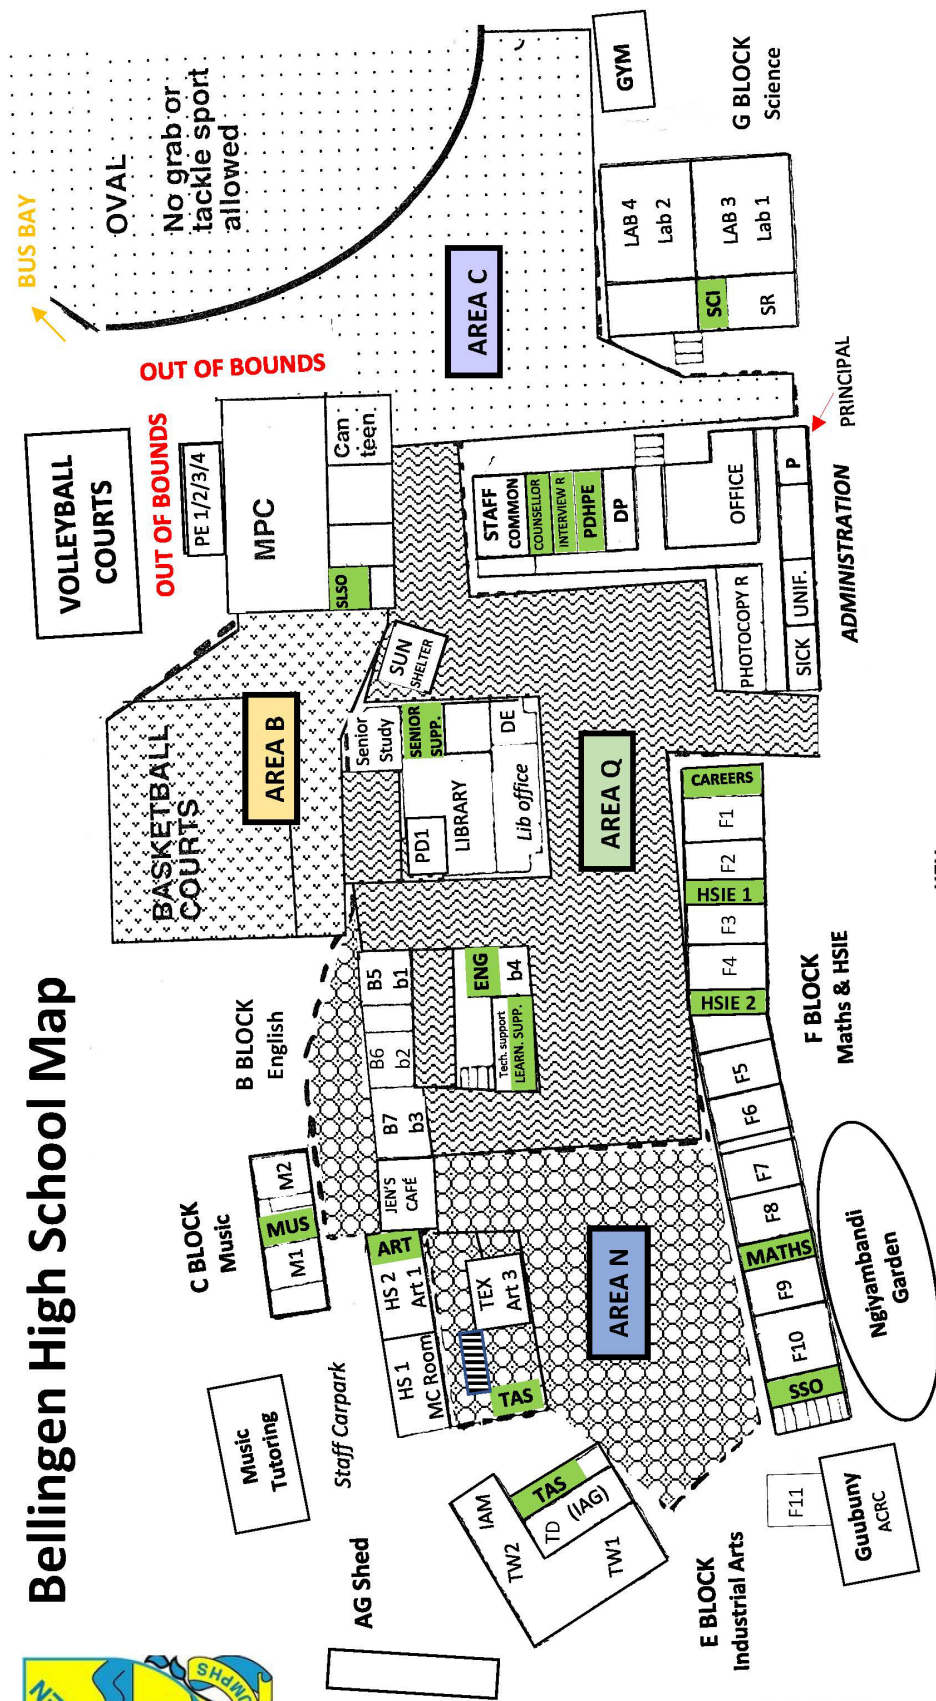 Bellingen High School Map
BUS BAY
OVAL
No grab or
tackle sport
allowed
VOLLEYBALL
COURTS
OUT OF BOUNDS
OUT OF BOUNDS
PE 1/2/3/4
MPC
Can
teen.
SLSO
BASKETBALL
COURTS
AREA B
AREA C
GYM
G BLOCK
Science
LAB 4
Lab 2
LAB 3
Lab 1
SCI
SR
PRINCIPAL
STAFF
COMMON
COUNSELLOR
INTERVIEW R
PDHPE
DP
OFFICE
P
PHOTOCOPY R
SICK
UNIF.
ADMINISTRATION
SUN
SHELTER
Senior
Study
SENIOR
SUPP.
DE
PD1
LIBRARY
Lib office
AREA Q
B BLOCK
English
B5
b1
B6
b2
B7
b3
ENG
b4
Tech. support
LEARN. SUPP.
CAREERS
F1
F2
HSIE 1
F3
F4
HSIE 2
F5
F6
F7
F8
MATHS
F9
F10
SSO
F BLOCK
Maths & HSIE
Ngiyambandi
Garden
C BLOCK
Music
M2
MUS
M1
JEN'S
CAFÉ
ART
HS 2
Art 1
HS 1
MC Room
TEX
Art 3
TAS
AREA N
Music
Tutoring
Staff Carpark
AG Shed
IAM
TW2
TAS
TD
(IAG)
TW1
E BLOCK
Industrial Arts
F11
Guubuny
ACRC